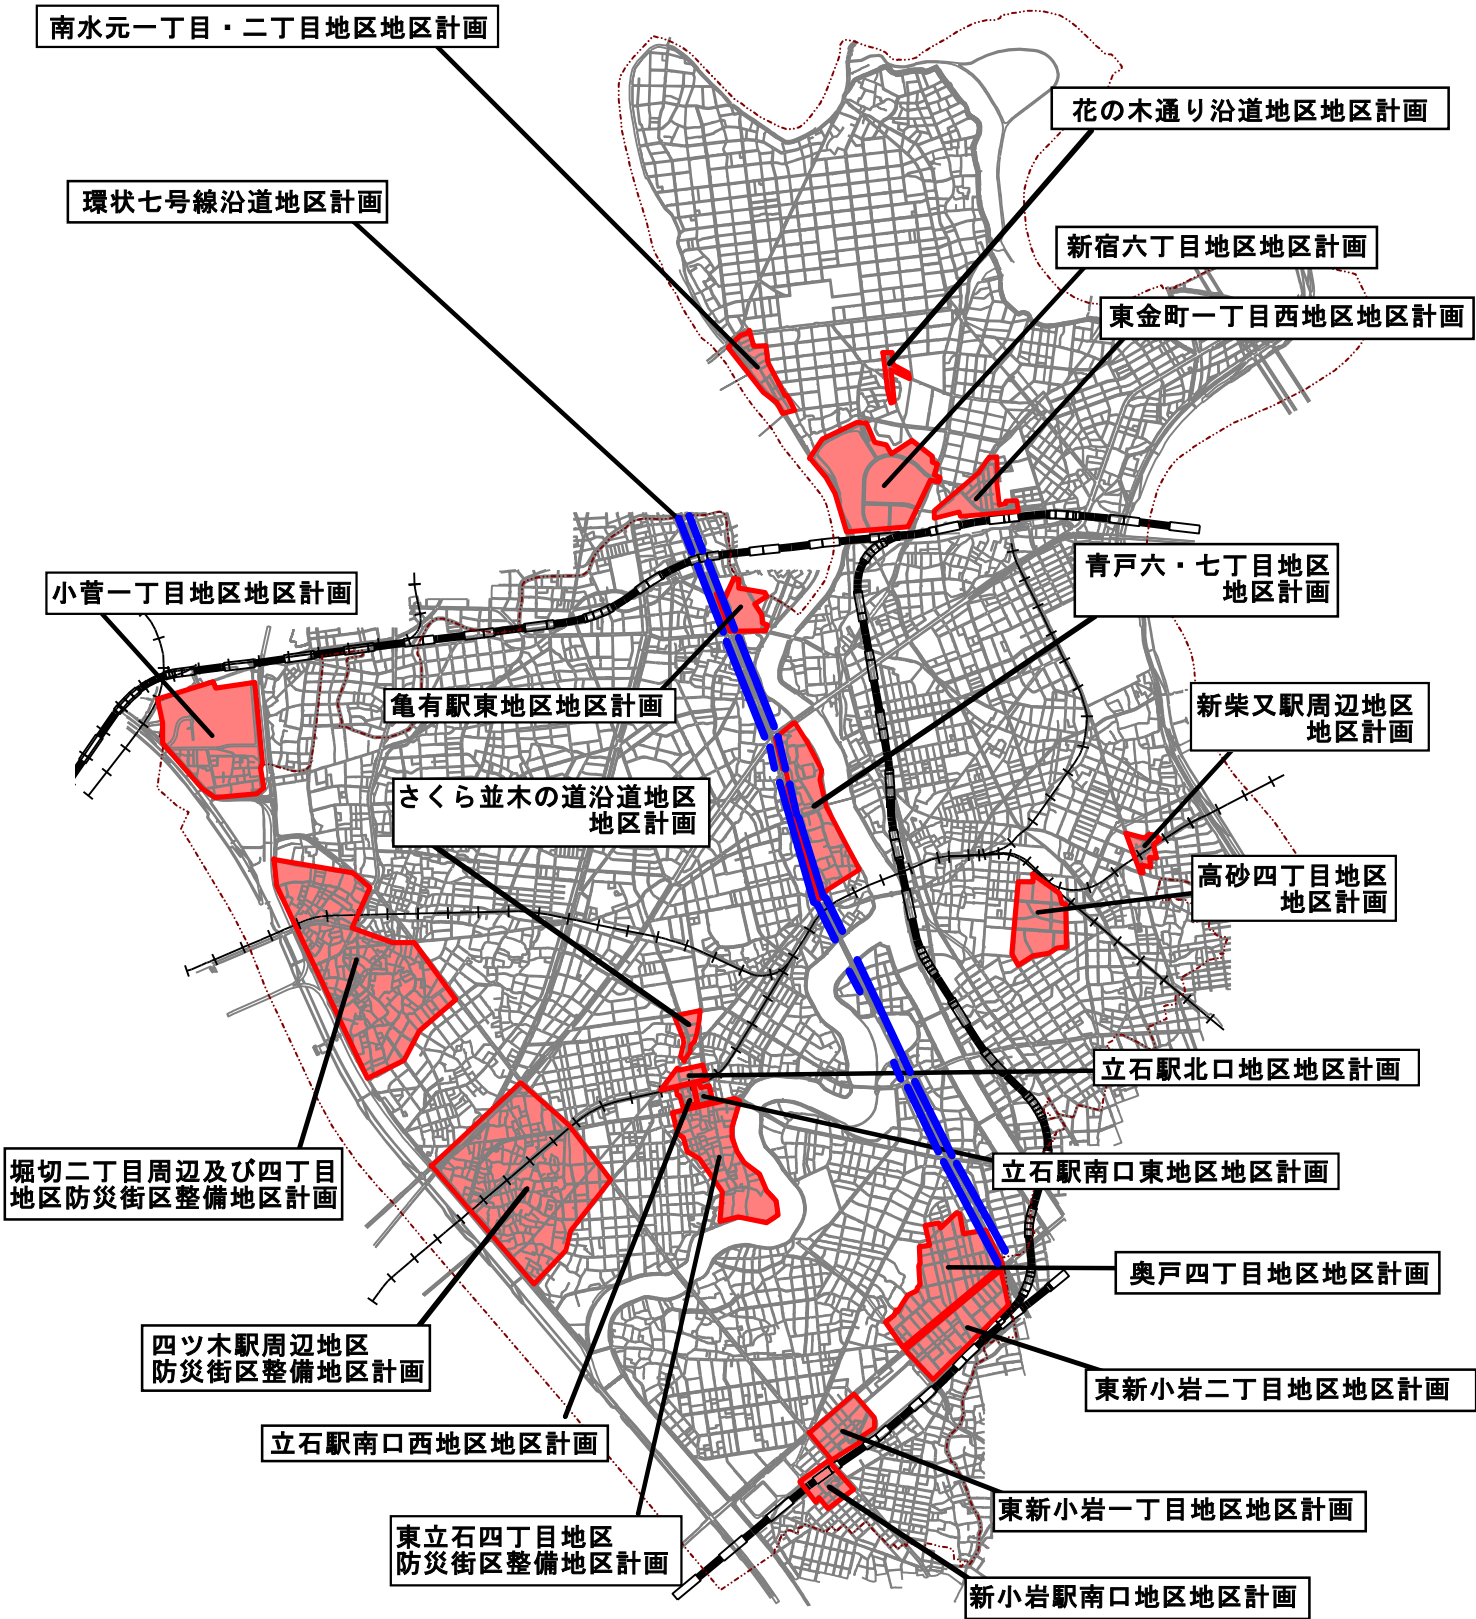 南水元一丁目・二丁目地区地区計画
花の木通り沿道地区地区計画
環状七号線沿道地区計画
新宿六丁目地区地区計画
東金町一丁目西地区地区計画
青戸六・七丁目地区
地区計画
小菅一丁目地区地区計画
亀有駅東地区地区計画
新柴又駅周辺地区
地区計画
さくら並木の道沿道地区
地区計画
高砂四丁目地区
地区計画
立石駅北口地区地区計画
堀切二丁目周辺及び四丁目
地区防災街区整備地区計画
立石駅南口東地区地区計画
奥戸四丁目地区地区計画
四ツ木駅周辺地区
防災街区整備地区計画
東新小岩二丁目地区地区計画
立石駅南口西地区地区計画
東新小岩一丁目地区地区計画
東立石四丁目地区
防災街区整備地区計画
新小岩駅南口地区地区計画